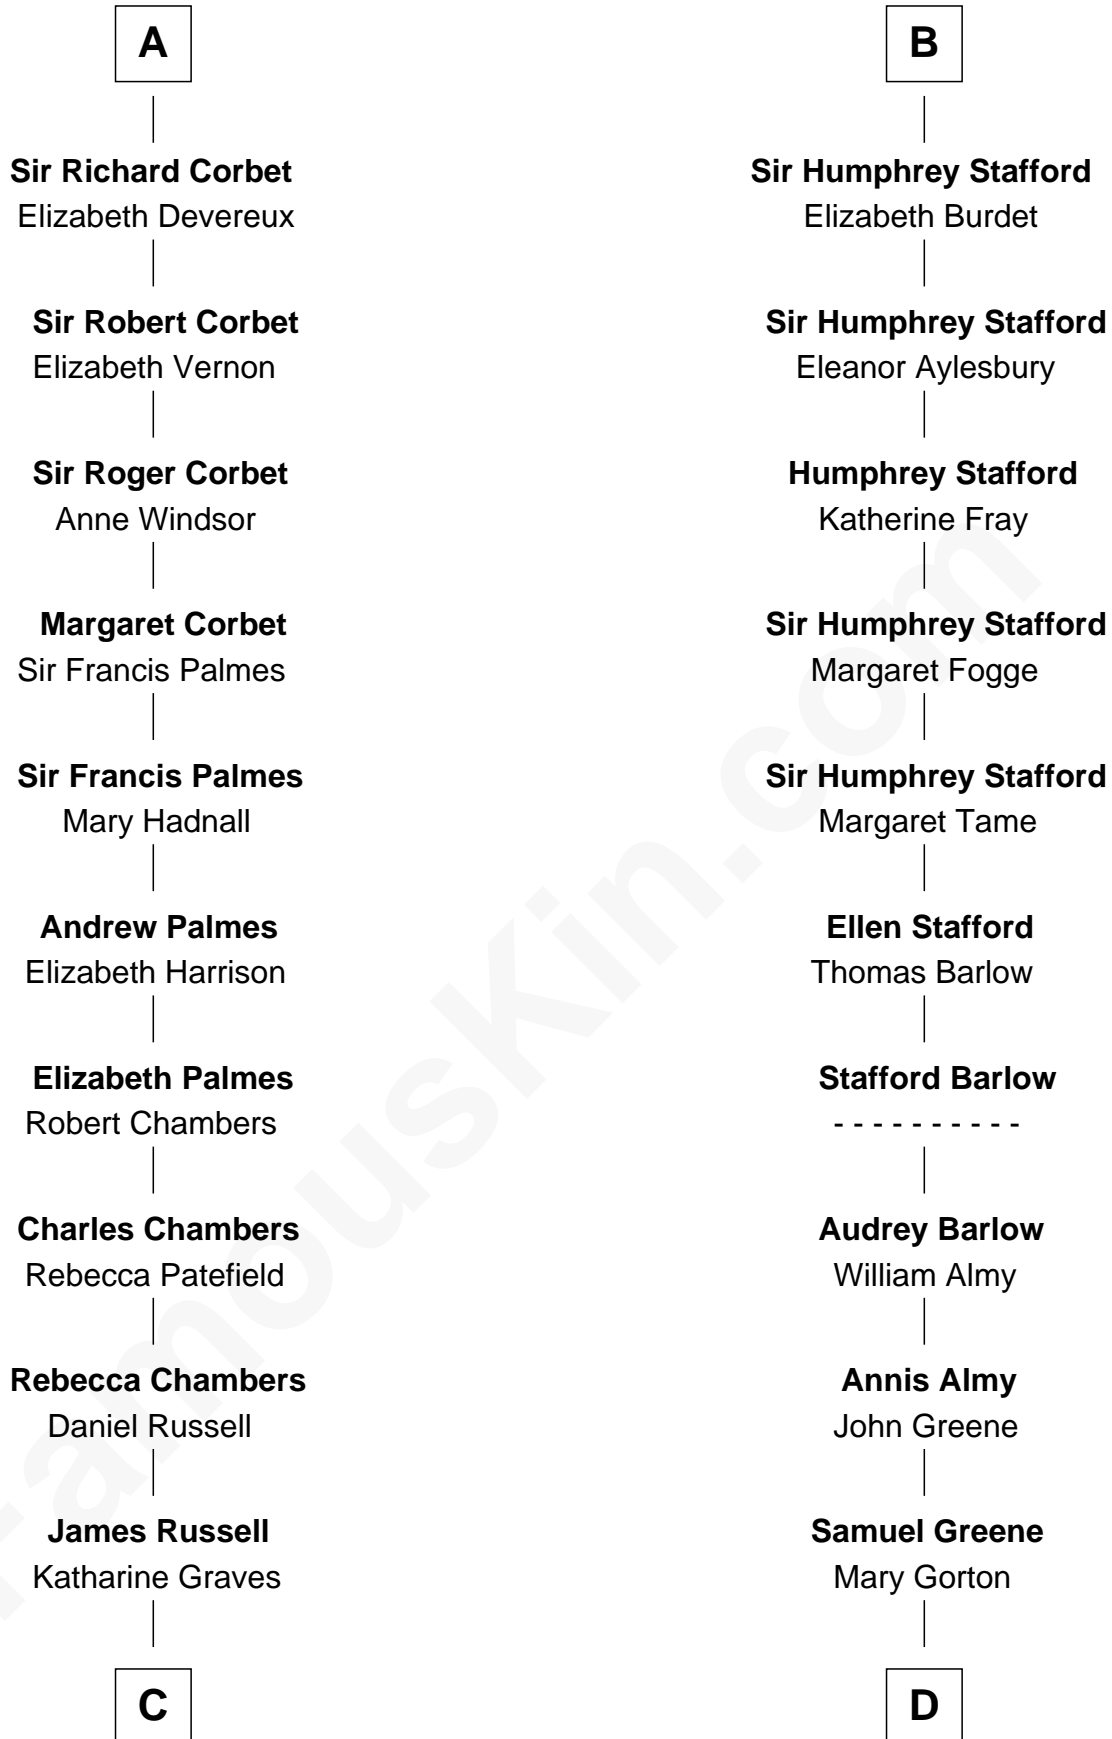 A
Sir Richard Corbet
Elizabeth Devereux
Sir Robert Corbet
Elizabeth Vernon
Sir Roger Corbet
Anne Windsor
Margaret Corbet
Sir Francis Palmes
Sir Francis Palmes
Mary Hadnall
Andrew Palmes
Elizabeth Harrison
Elizabeth Palmes
Robert Chambers
Charles Chambers
Rebecca Patefield
Rebecca Chambers
Daniel Russell
James Russell
Katharine Graves
C
B
Sir Humphrey Stafford
Elizabeth Burdet
Sir Humphrey Stafford
Eleanor Aylesbury
Humphrey Stafford
Katherine Fray
Sir Humphrey Stafford
Margaret Fogge
Sir Humphrey Stafford
Margaret Tame
Ellen Stafford
Thomas Barlow
Stafford Barlow
- - - - - - - - - -
Audrey Barlow
William Almy
Annis Almy
John Greene
Samuel Greene
Mary Gorton
D
FamousKin.com